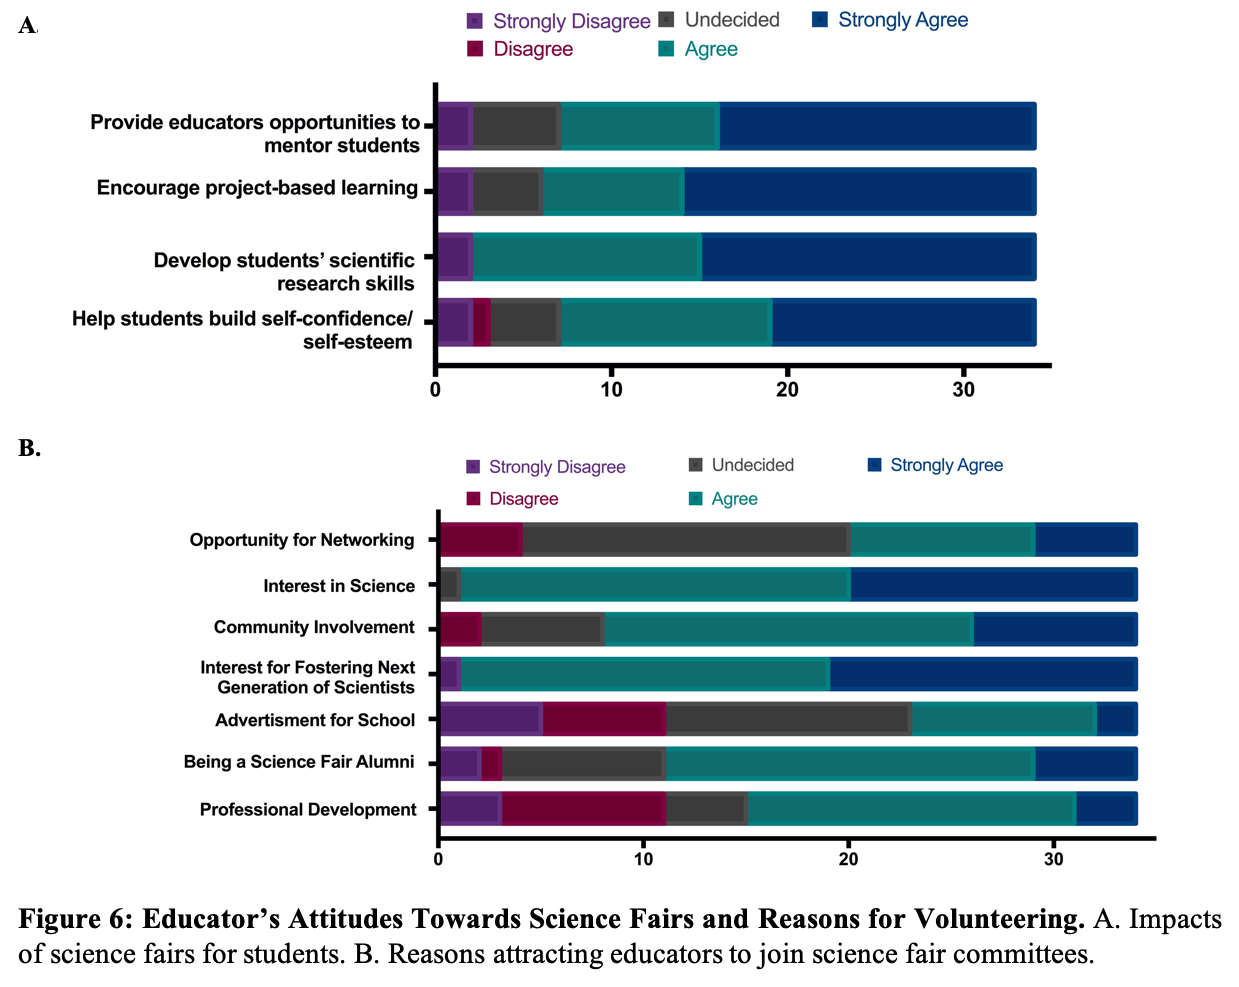 A.
Strongly Disagree Undecided Strongly Agree
Disagree Agree
Provide educators opportunities to
mentor students
Encourage project-based learning
Develop students’ scientific
research skills
Help students build self-confidence/
self-esteem
0 10 20 30
B.
Strongly Disagree Undecided Strongly Agree
Disagree Agree
Opportunity for Networking
Interest in Science
Community Involvement
Interest for Fostering Next
Generation of Scientists
Advertisment for School
Being a Science Fair Alumni
Professional Development
0 10 20 30
Figure 6: Educator’s Attitudes Towards Science Fairs and Reasons for Volunteering. A. Impacts
of science fairs for students. B. Reasons attracting educators to join science fair committees.